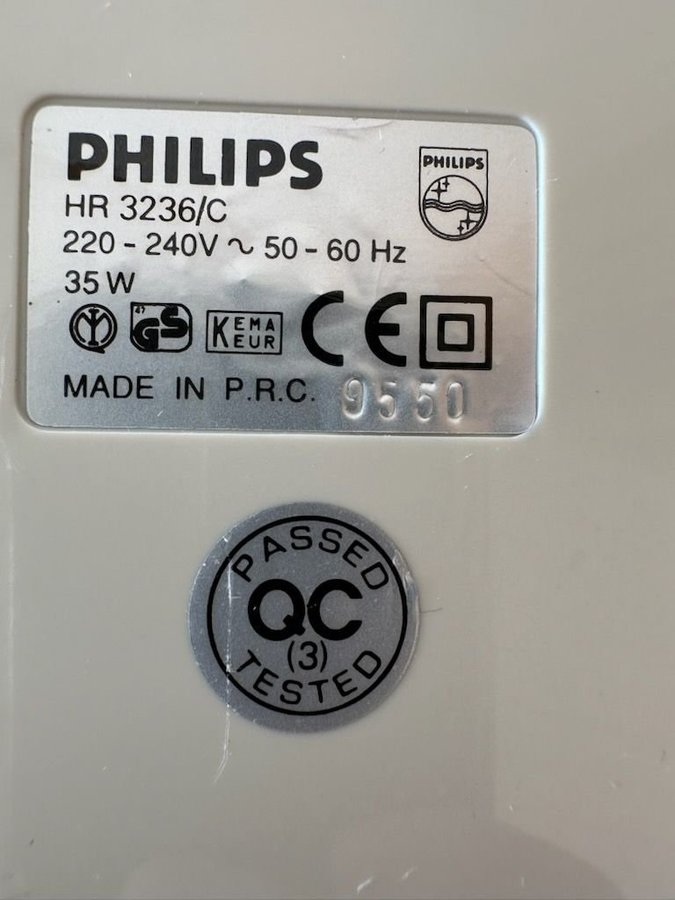 PHILIPS
PHILIPS
HR 3236/C
220 - 240V ~ 50 - 60 Hz
35 W
GS KEMA EUR CE
MADE IN P.R.C. 9550
PASSED
QC
(3)
TESTED